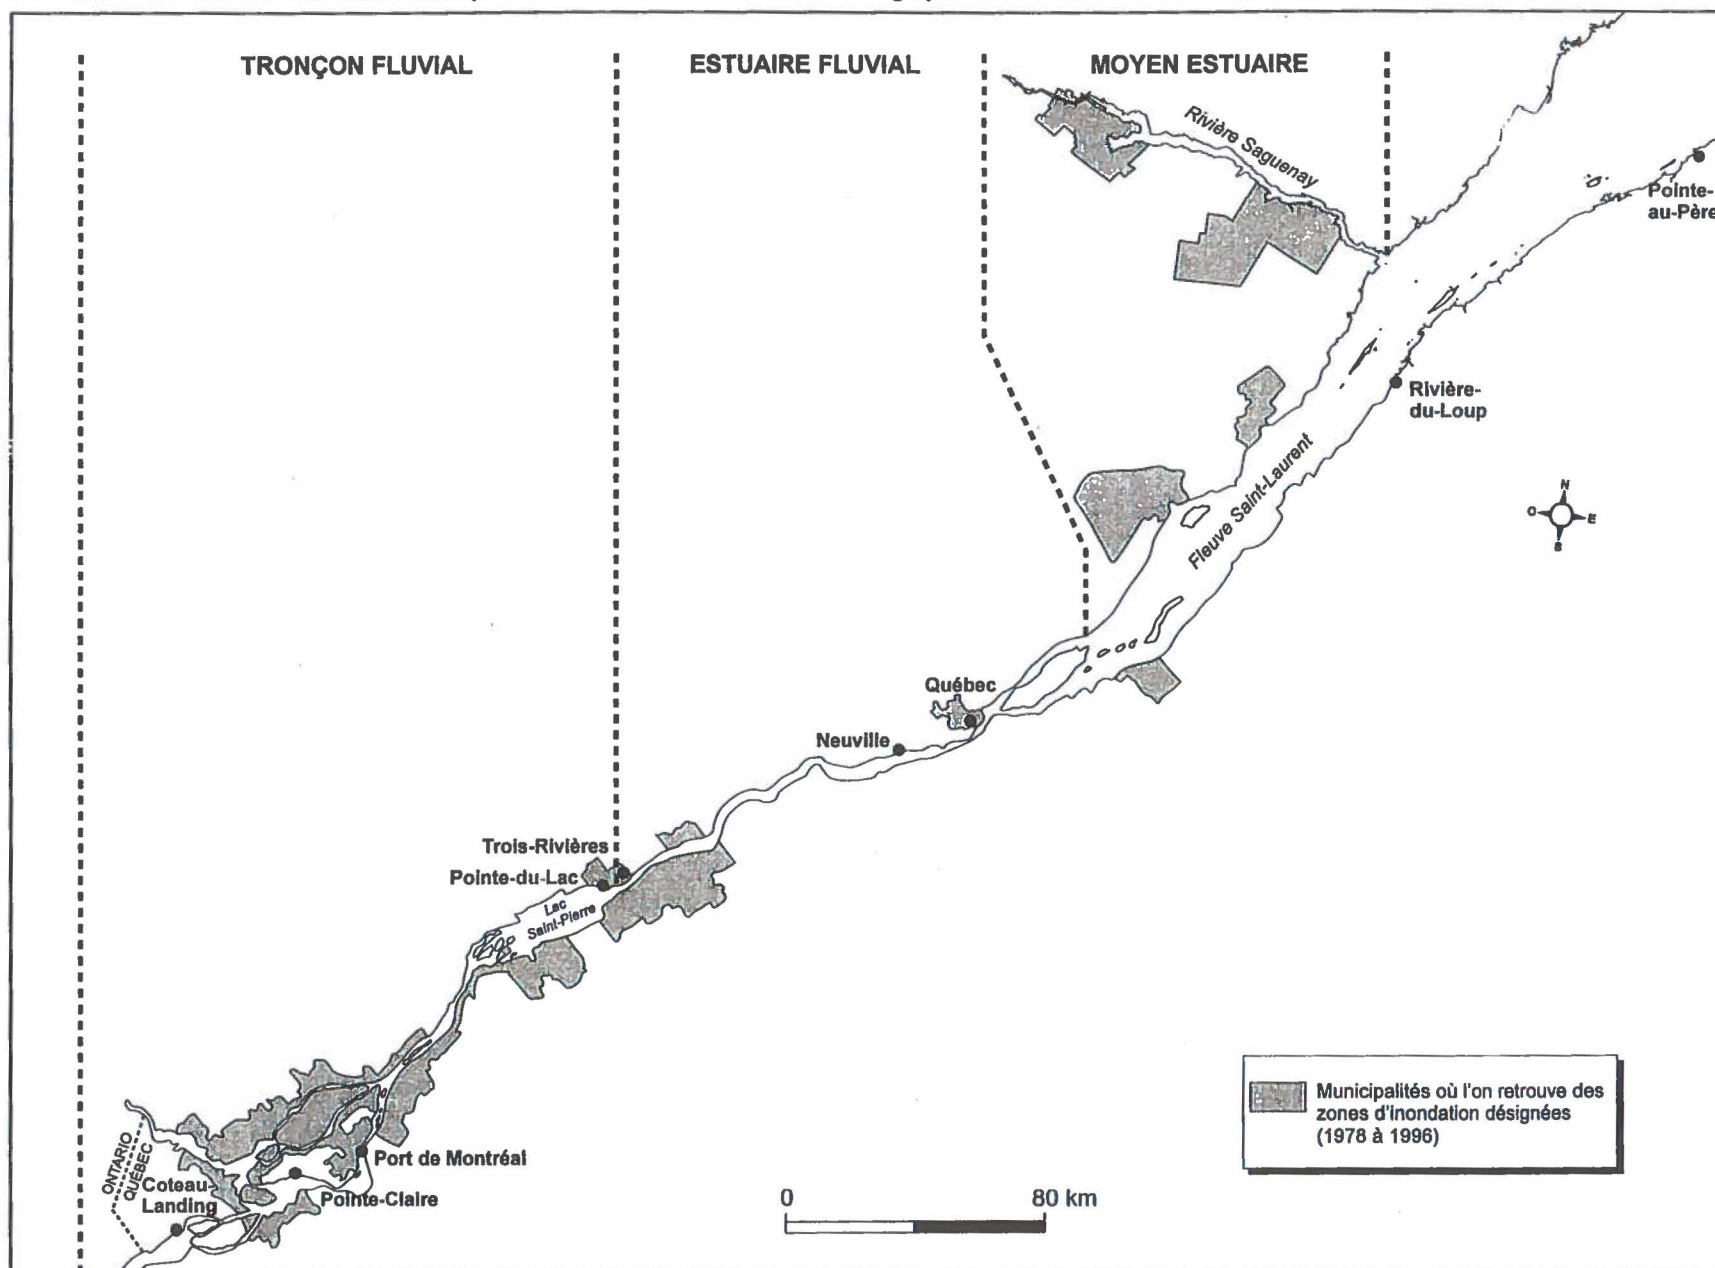 TRONÇON FLUVIAL
ESTUAIRE FLUVIAL
MOYEN ESTUAIRE
Rivière Saguenay
Pointe-
au-Père
Rivière-
du-Loup
Fleuve Saint-Laurent
N
O
E
S
Québec
Neuville
Trois-Rivières
Pointe-du-Lac
Lac
Saint-Pierre
Port de Montréal
Pointe-Claire
Coteau-
Landing
ONTARIO
QUÉBEC
Municipalités où l'on retrouve des
zones d'inondation désignées
(1978 à 1996)
0
80 km